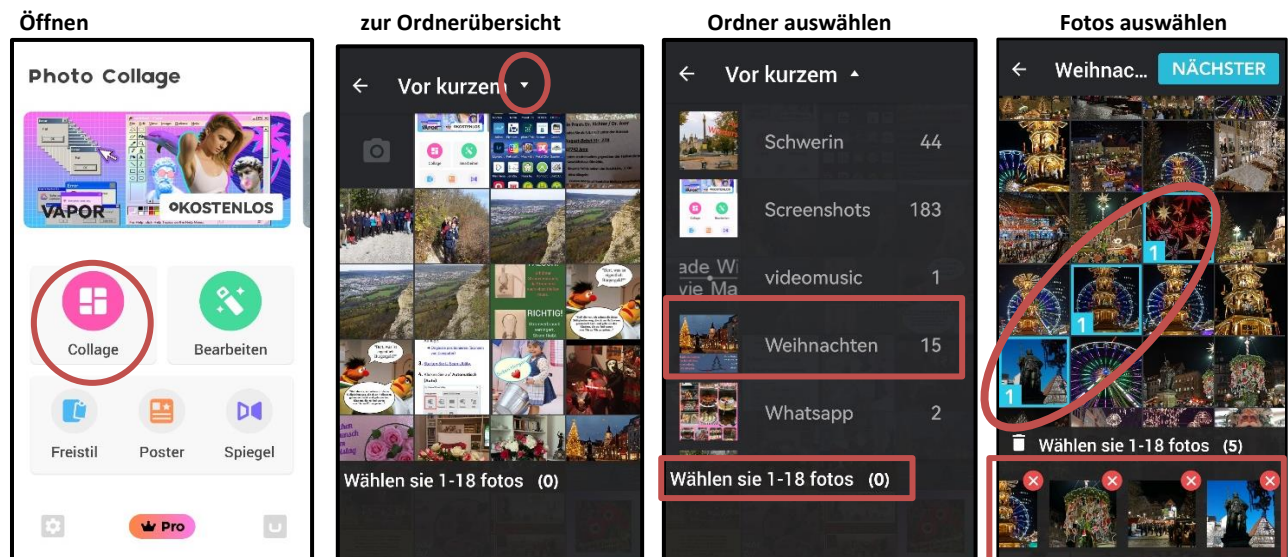 Öffnen
zur Ordnerübersicht
Ordner auswählen
Fotos auswählen
Photo Collage
VAPOR
KOSTENLOS
Collage
Bearbeiten
Freistil
Poster
Spiegel
Pro
Vor kurzem
RICHTIG!
Wählen sie 1-18 fotos (0)
Vor kurzem
Schwerin 44
Screenshots 183
videomusic 1
Weihnachten 15
Whatsapp 2
Wählen sie 1-18 fotos (0)
Weihnac... NÄCHSTER
1
1
1
Wählen sie 1-18 fotos (5)